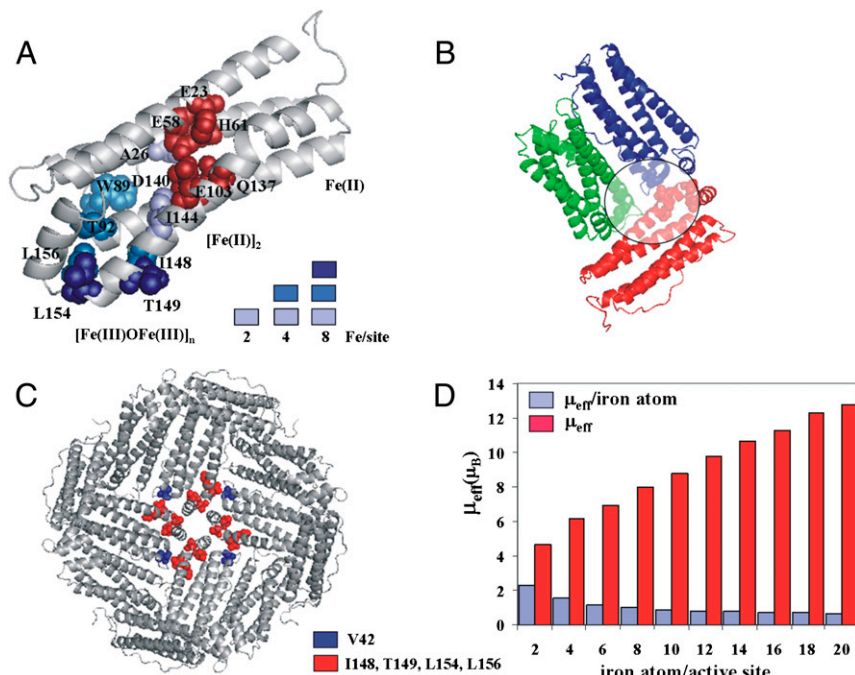 A
E23
E58
H61
A26
D140
Q137
W89
E103
Fe(II)
I144
T92
[Fe(II)]2
L156
I148
L154
T149
[Fe(III)OFe(III)]n
2 4 8 Fe/site
B
C
V42
I148, T149, L154, L156
D
μeff/iron atom
μeff
μeff(μB)
14
12
10
8
6
4
2
0
2 4 6 8 10 12 14 16 18 20
iron atom/active site